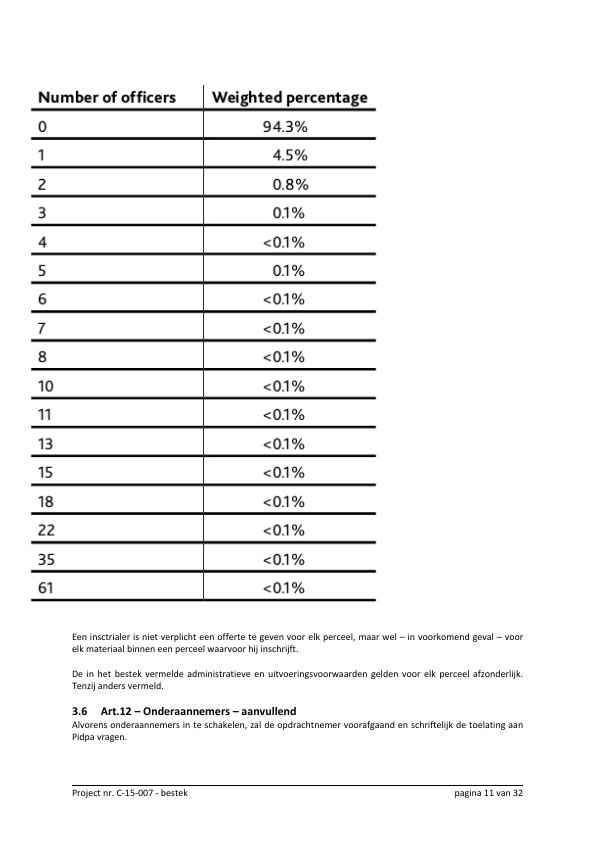 Number of officers Weighted percentage
0 94.3%
1 4.5%
2 0.8%
3 0.1%
4 <0.1%
5 0.1%
6 <0.1%
7 <0.1%
8 <0.1%
10 <0.1%
11 <0.1%
13 <0.1%
15 <0.1%
18 <0.1%
22 <0.1%
35 <0.1%
61 <0.1%
Een insctrialer is niet verplicht een offerte te geven voor elk perceel, maar wel – in voorkomend geval – voor
elk materiaal binnen een perceel waarvoor hij inschrijft.
De in het bestek vermelde administratieve en uitvoeringsvoorwaarden gelden voor elk perceel afzonderlijk.
Tenzij anders vermeld.
3.6 Art.12 – Onderaannemers – aanvullend
Alvorens onderaannemers in te schakelen, zal de opdrachtnemer voorafgaand en schriftelijk de toelating aan
Pidpa vragen.
Project nr. C-15-007 - bestek pagina 11 van 32